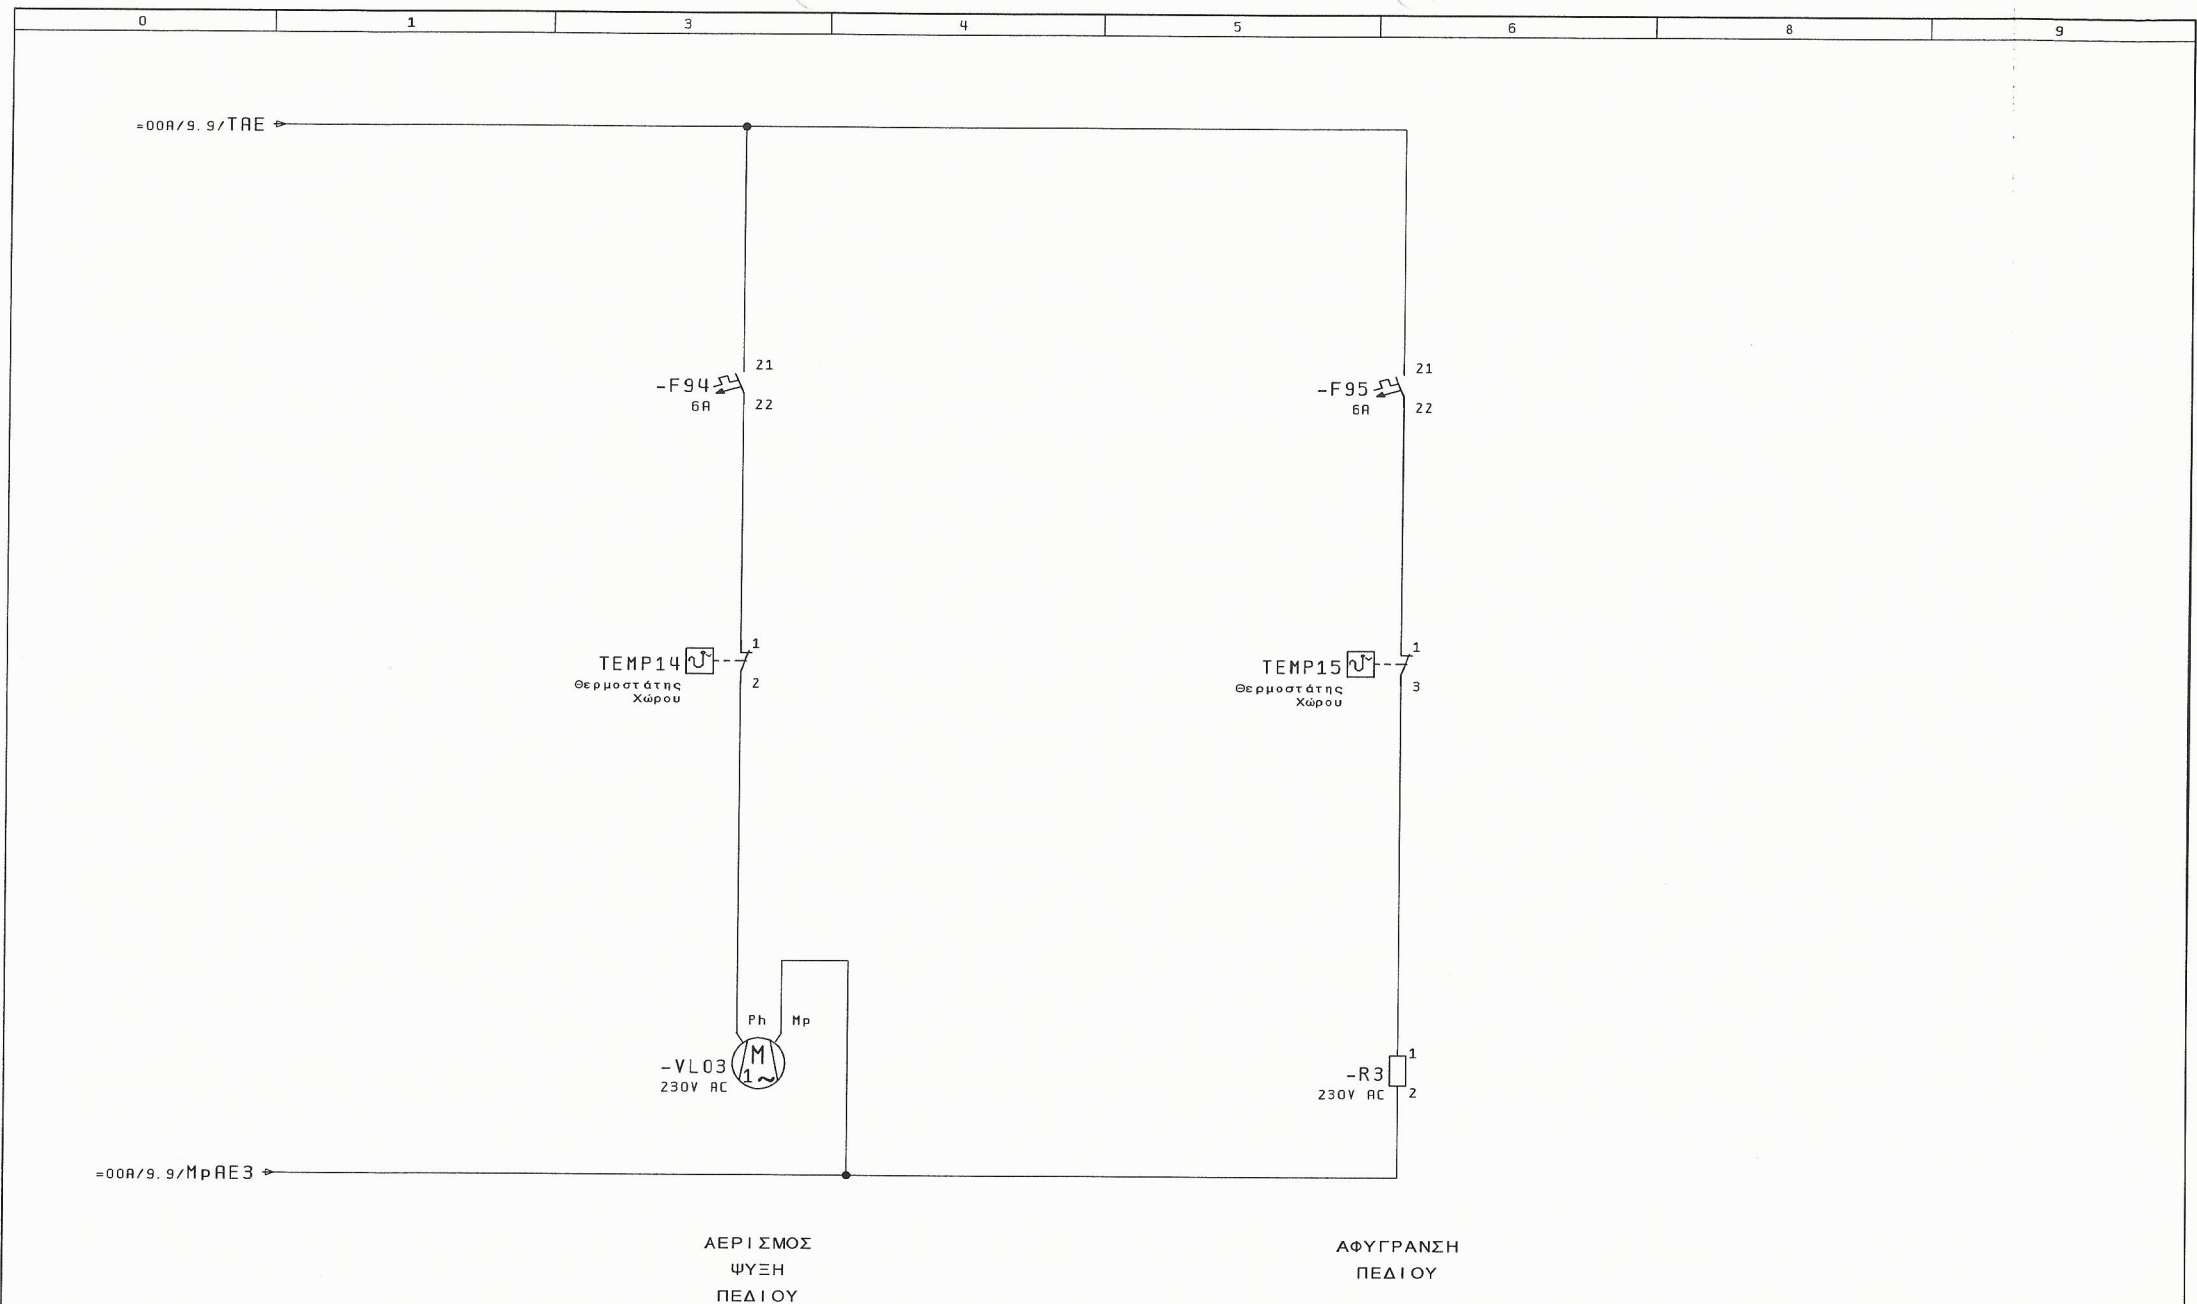 0 1 3 4 5 6 8 9
=00A/9.9/TAE
21
-F94
6A
22
21
-F95
6A
22
1
TEMP14
2
Θερμοστάτης
Χώρου
1
TEMP15
3
Θερμοστάτης
Χώρου
Ph Mp
M
1~
-VL03
230V AC
1
-R3
230V AC 2
=00A/9.9/MpAE3
ΑΕΡΙΣΜΟΣ
ΨΥΞΗ
ΠΕΔΙΟΥ
ΑΦΥΓΡΑΝΣΗ
ΠΕΔΙΟΥ